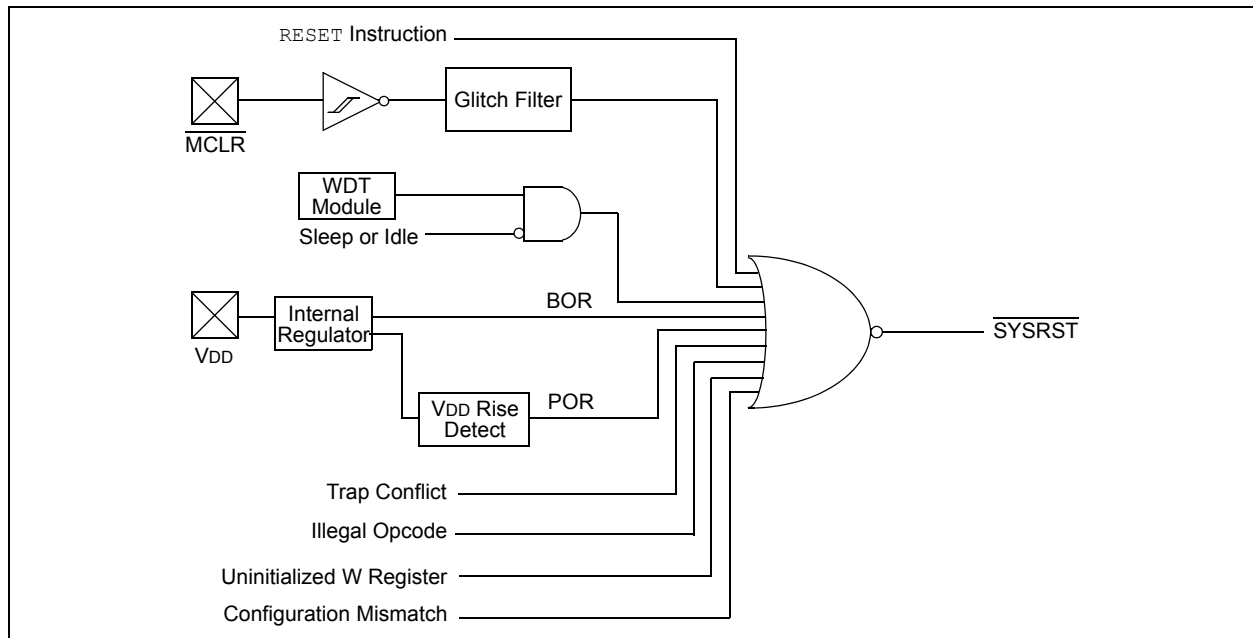 RESET Instruction
MCLR
Glitch Filter
WDT
Module
Sleep or Idle
VDD
Internal
Regulator
BOR
VDD Rise
Detect
POR
SYSRST
Trap Conflict
Illegal Opcode
Uninitialized W Register
Configuration Mismatch